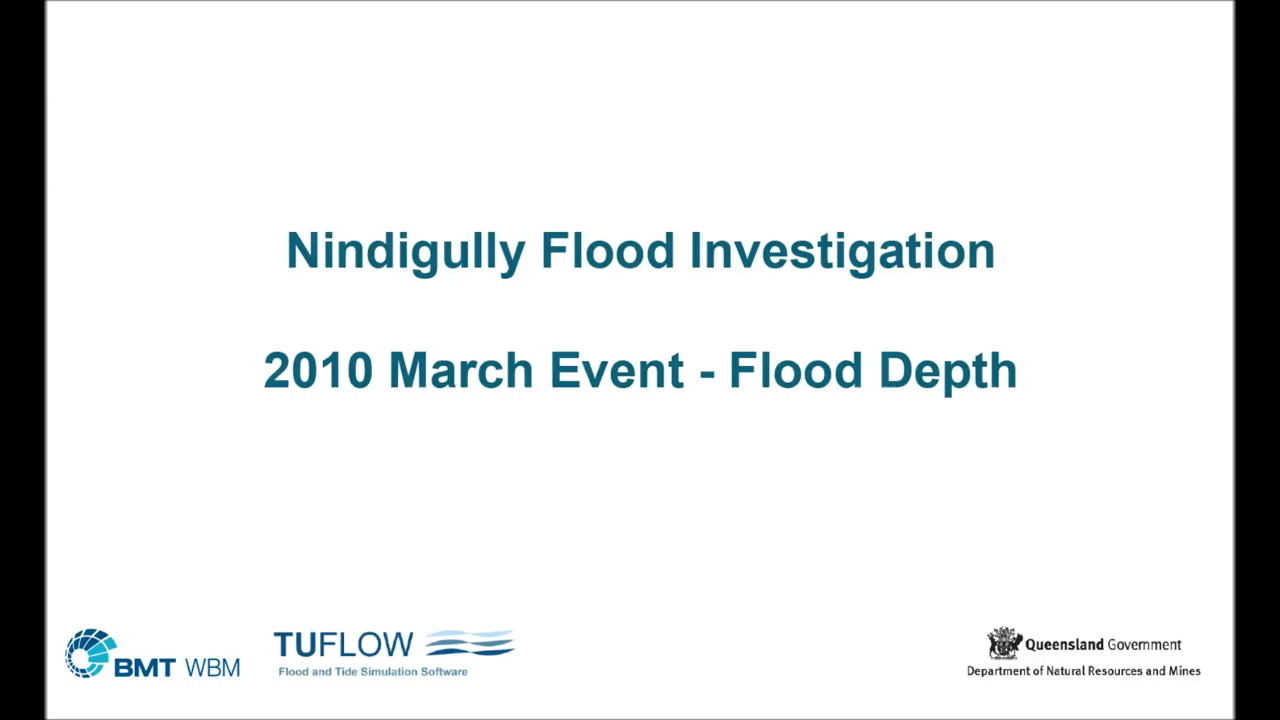 Nindigully Flood Investigation
2010 March Event - Flood Depth
BMT WBM
TUFLOW
Flood and Tide Simulation Software
Queensland Government
Department of Natural Resources and Mines